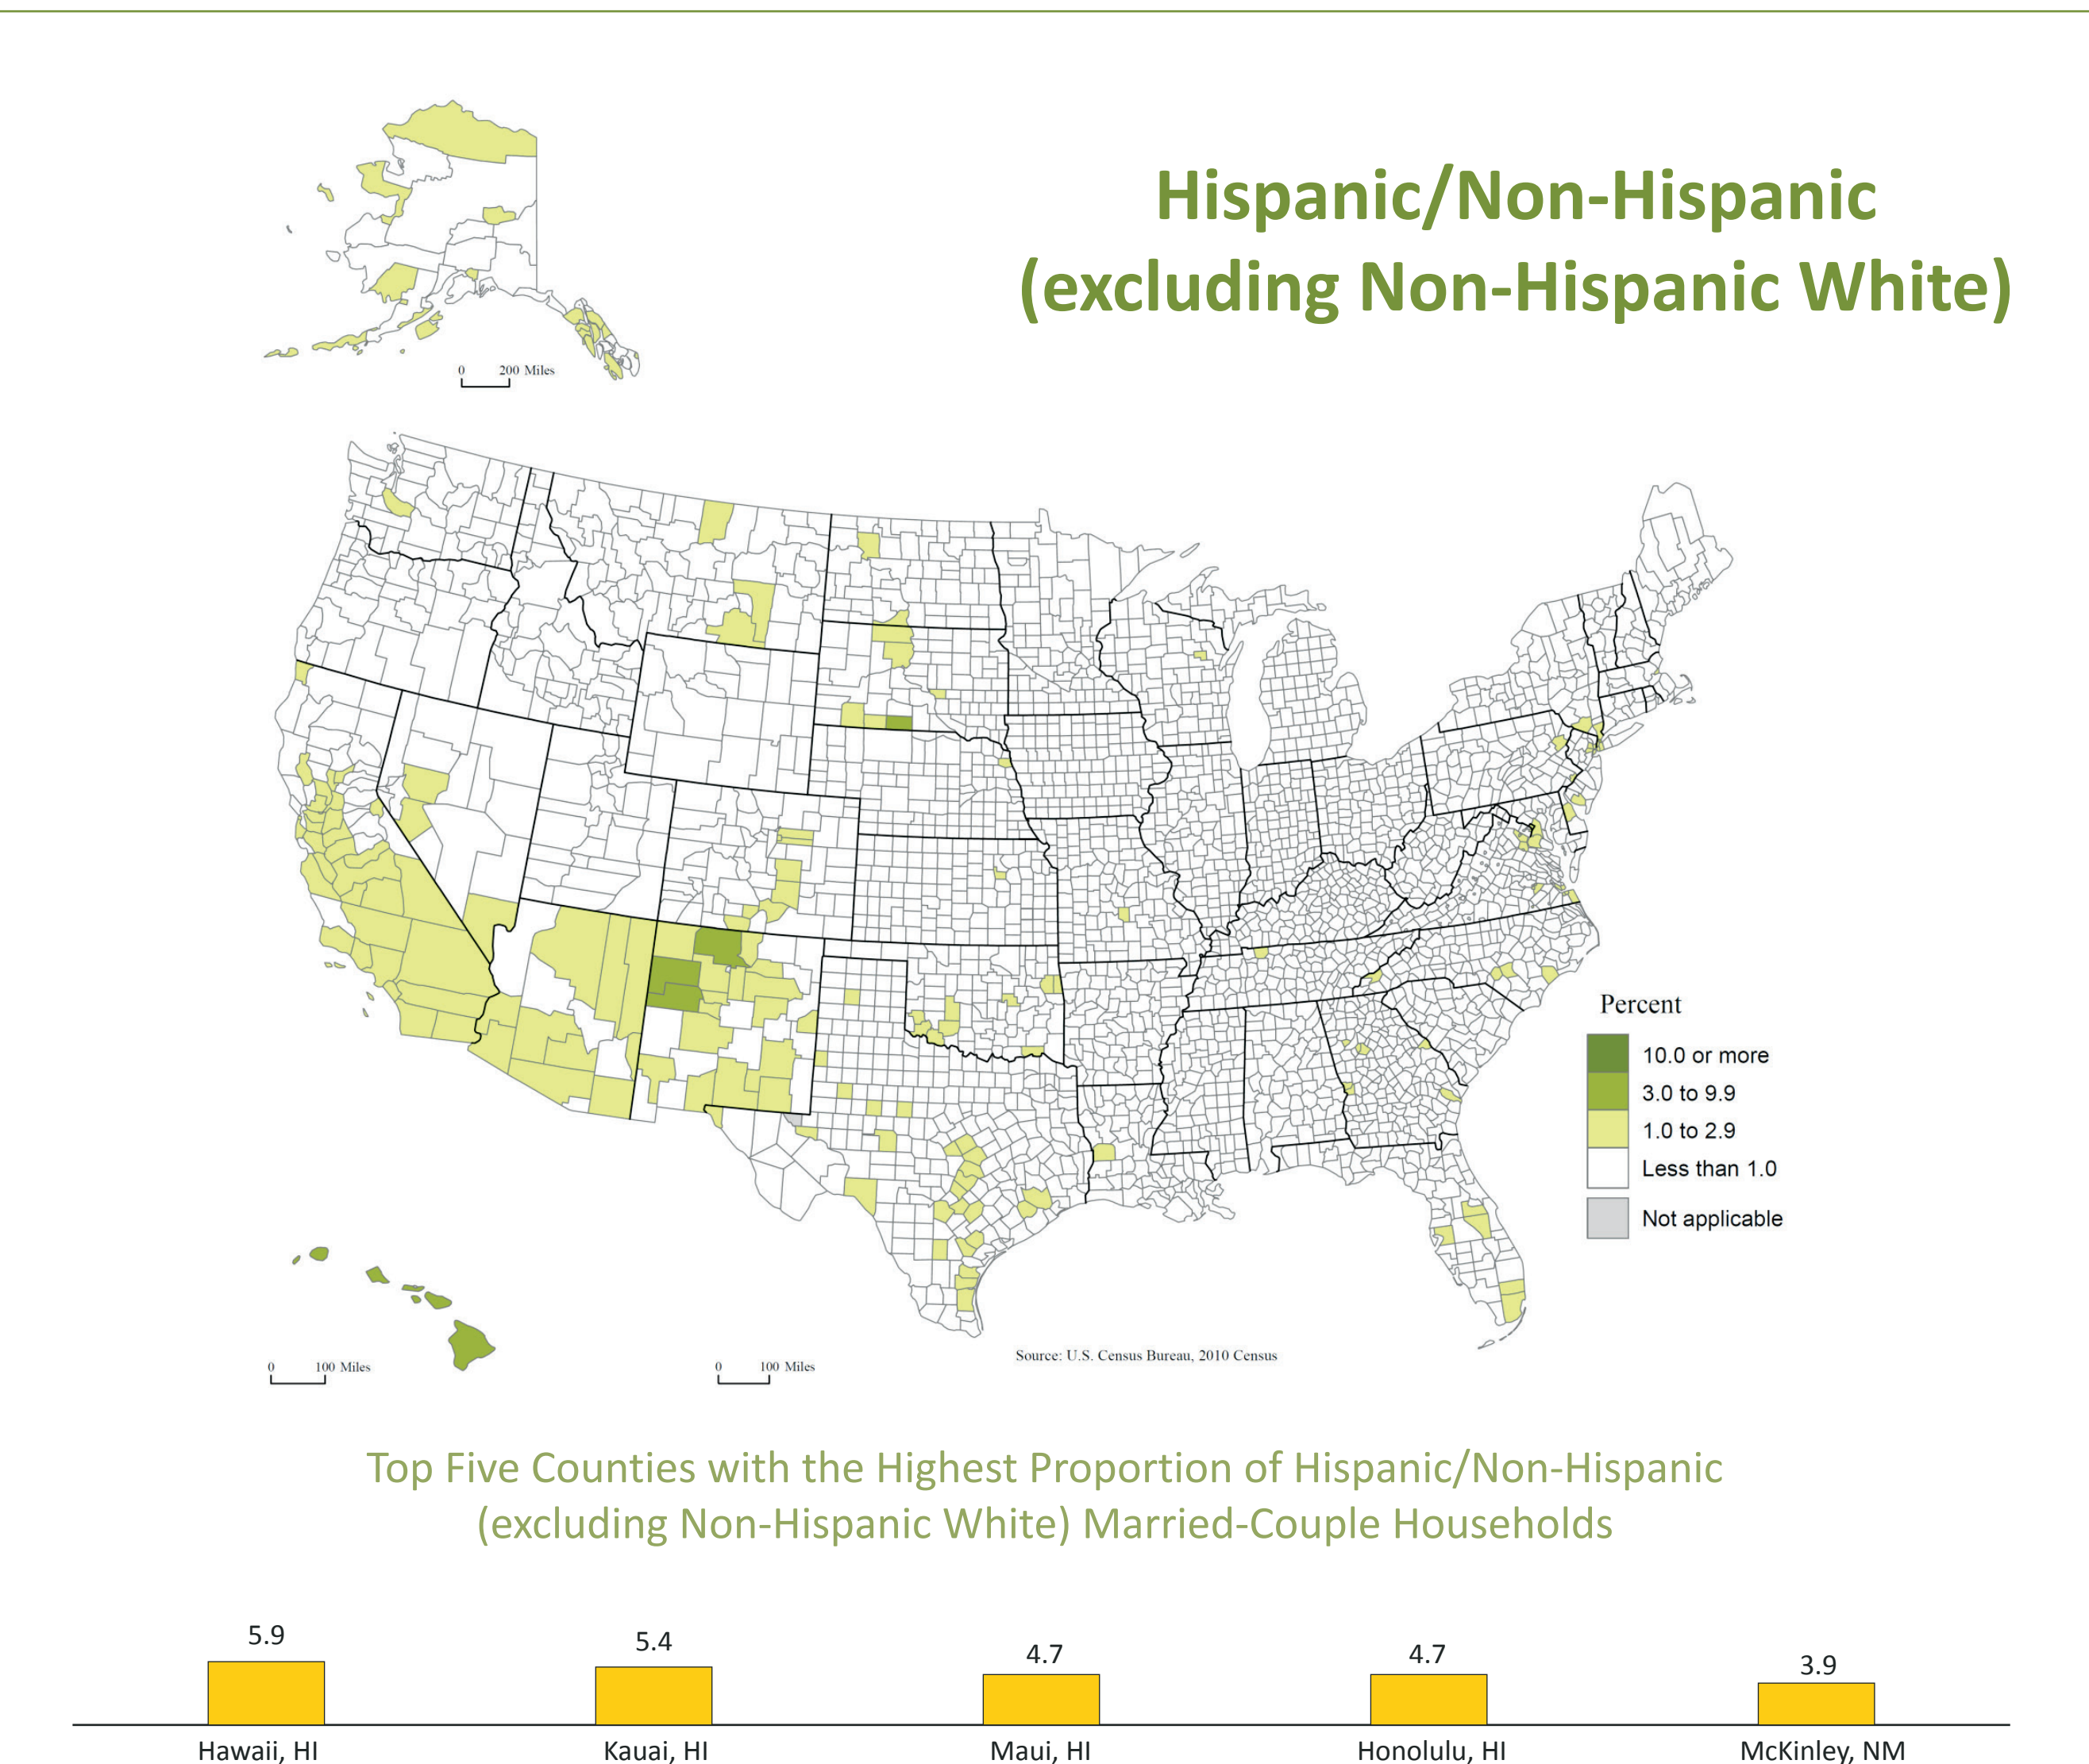 Hispanic/Non-Hispanic
(excluding Non-Hispanic White)
0 200 Miles
Percent
10.0 or more
3.0 to 9.9
1.0 to 2.9
Less than 1.0
Not applicable
0 100 Miles
0 100 Miles
Source: U.S. Census Bureau, 2010 Census
Top Five Counties with the Highest Proportion of Hispanic/Non-Hispanic
(excluding Non-Hispanic White) Married-Couple Households
5.9 5.4 4.7 4.7 3.9
Hawaii, HI Kauai, HI Maui, HI Honolulu, HI McKinley, NM